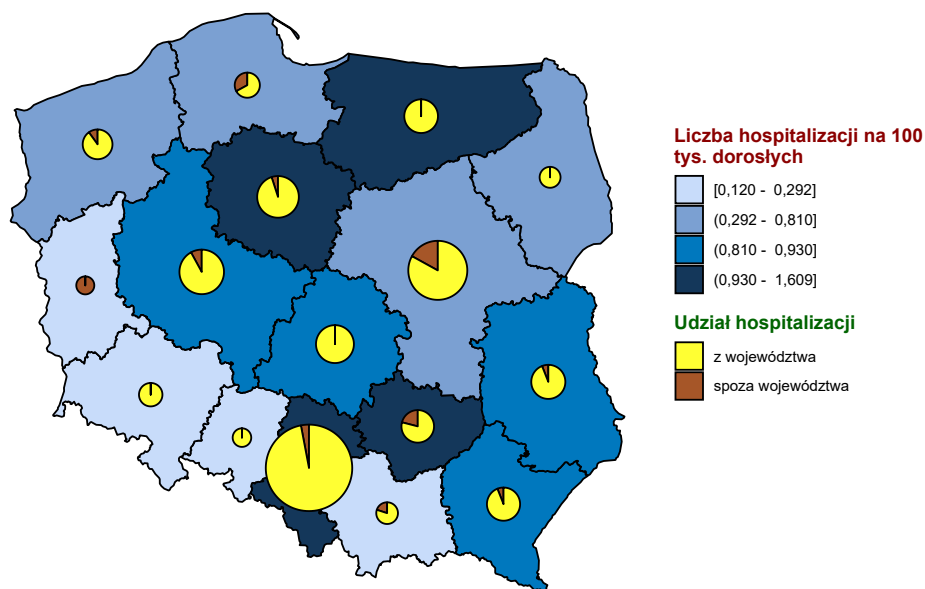 Liczba hospitalizacji na 100
tys. dorosłych
[0,120 - 0,292]
(0,292 - 0,810]
(0,810 - 0,930]
(0,930 - 1,609]
Udział hospitalizacji
z województwa
spoza województwa